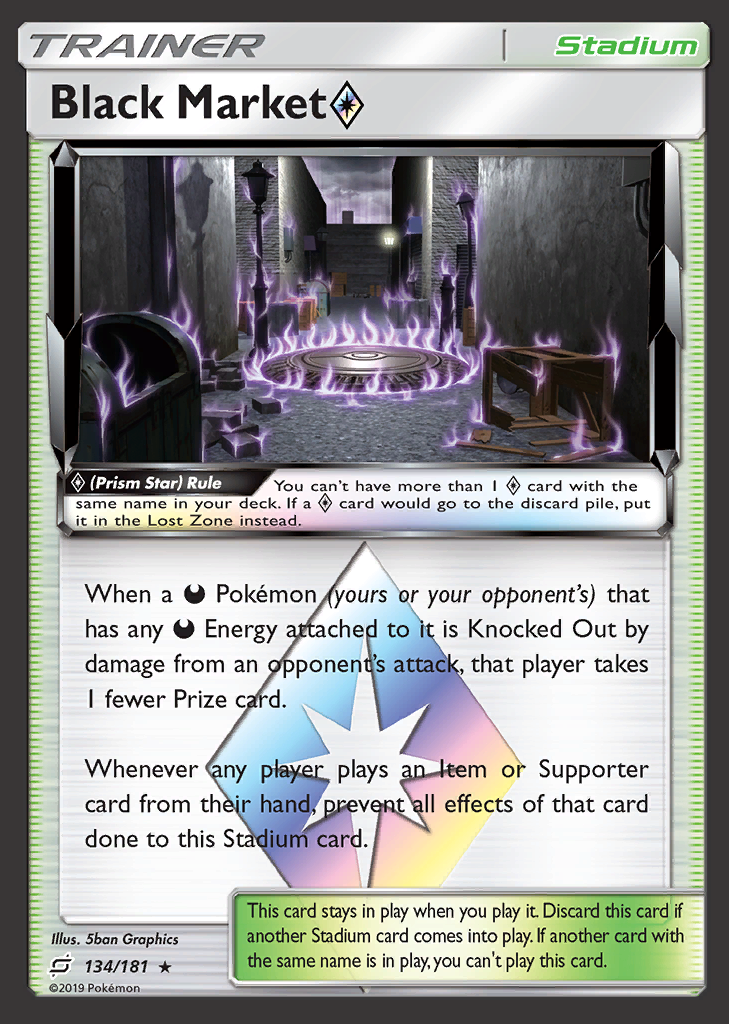 TRAINER
Stadium
Black Market ♢
♢ (Prism Star) Rule You can't have more than 1 ♢ card with the
same name in your deck. If a ♢ card would go to the discard pile, put
it in the Lost Zone instead.
When a Pokémon (yours or your opponent's) that
has any Energy attached to it is Knocked Out by
damage from an opponent's attack, that player takes
1 fewer Prize card.
Whenever any player plays an Item or Supporter
card from their hand, prevent all effects of that card
done to this Stadium card.
This card stays in play when you play it. Discard this card if
another Stadium card comes into play. If another card with
the same name is in play, you can't play this card.
Illus. 5ban Graphics
134/181 ★
©2019 Pokémon